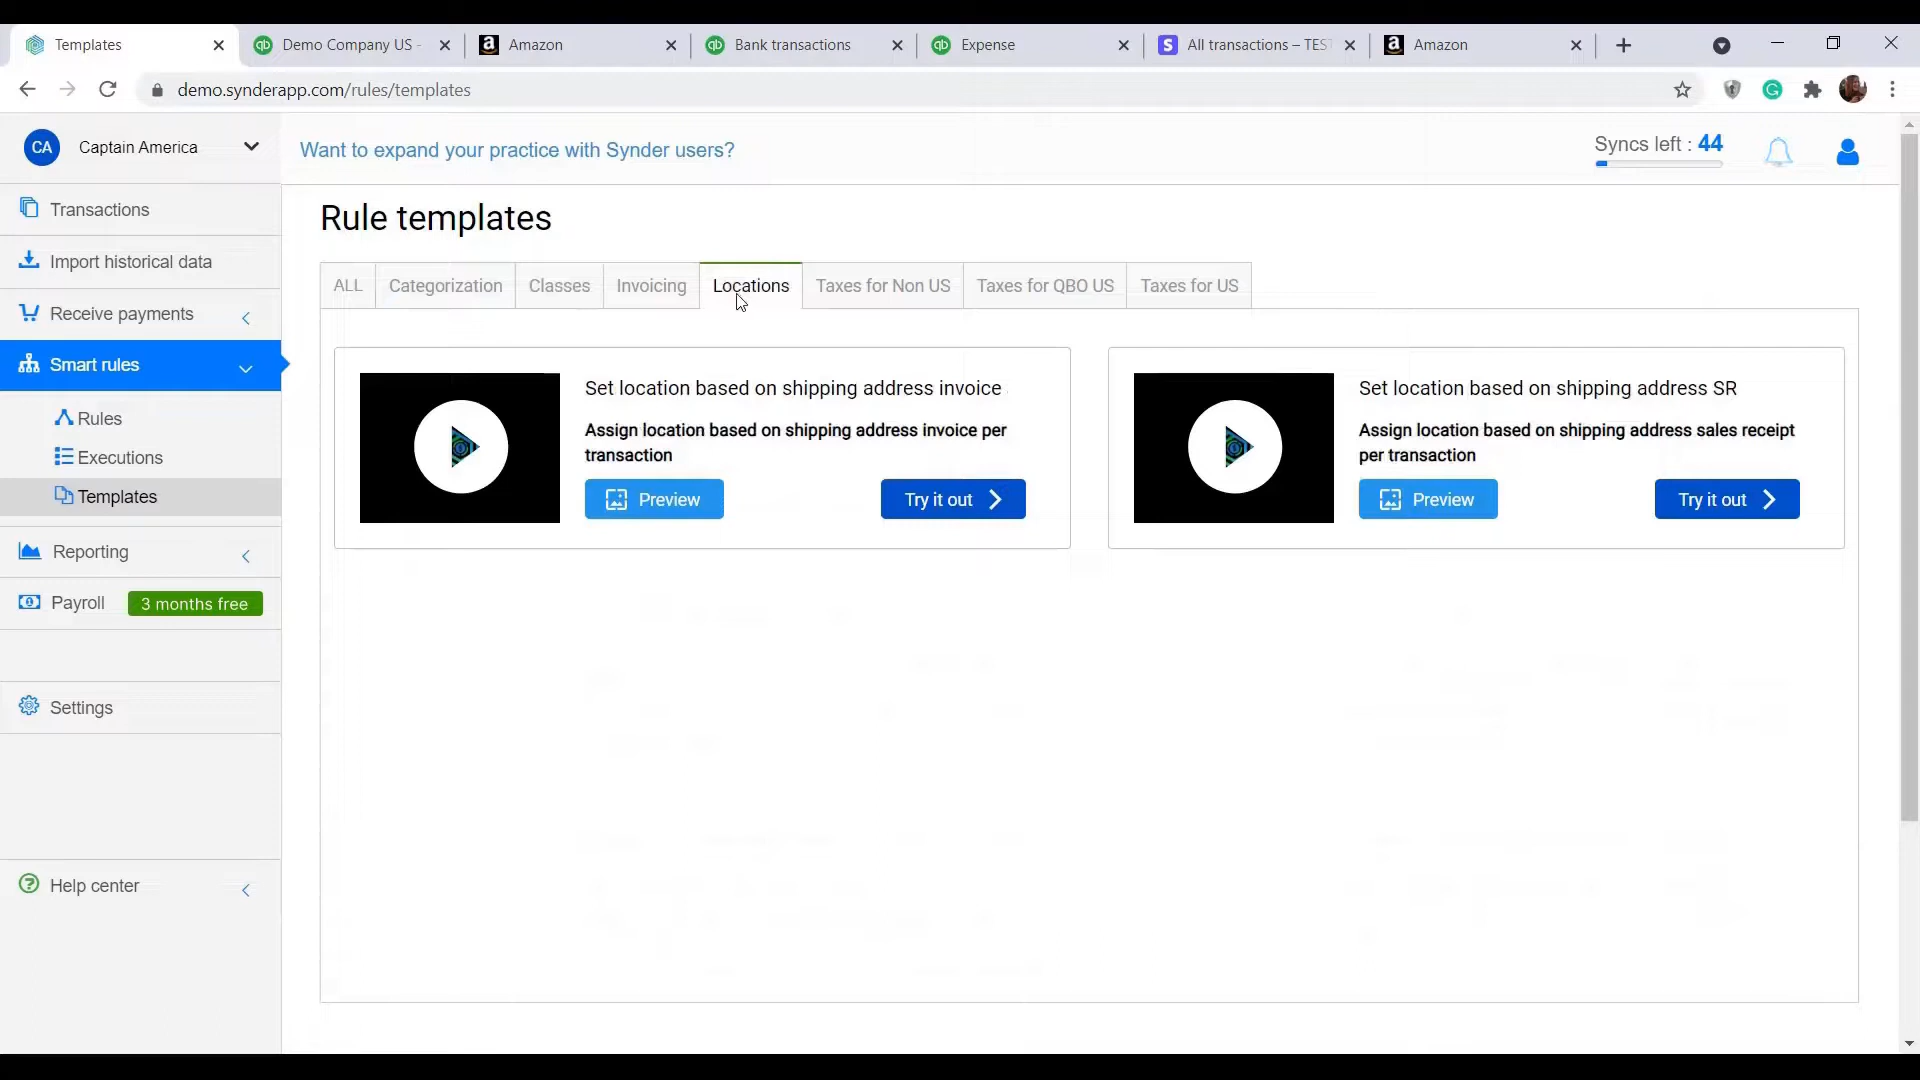 Templates
Demo Company US -
Amazon
Bank transactions
Expense
All transactions – TEST
Amazon
demo.synderapp.com/rules/templates
CA Captain America
Want to expand your practice with Synder users?
Syncs left : 44
Transactions
Import historical data
Receive payments
Smart rules
Rules
Executions
Templates
Reporting
Payroll 3 months free
Settings
Help center
Rule templates
ALL Categorization Classes Invoicing Locations Taxes for Non US Taxes for QBO US Taxes for US
Set location based on shipping address invoice
Assign location based on shipping address invoice per
transaction
Preview Try it out
Set location based on shipping address SR
Assign location based on shipping address sales receipt
per transaction
Preview Try it out